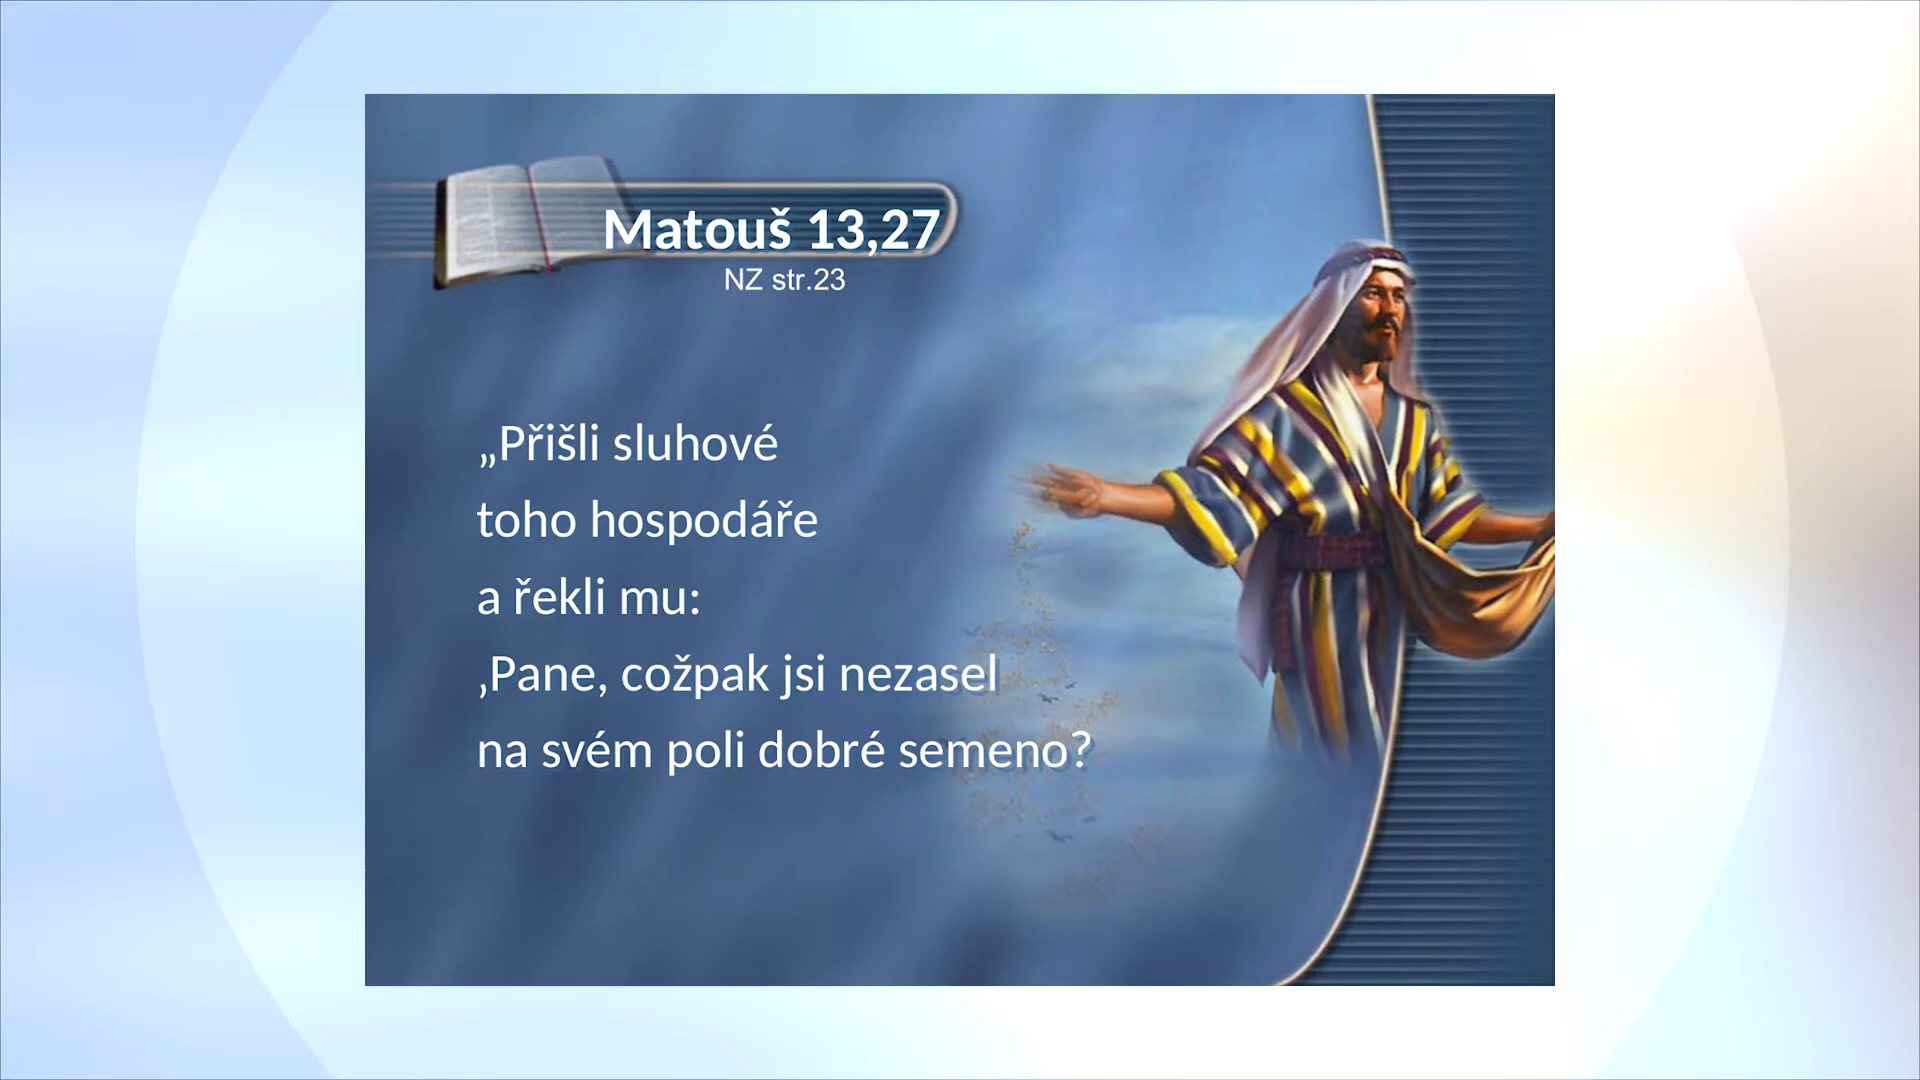 Matouš 13,27
NZ str.23
„Přišli sluhové
toho hospodáře
a řekli mu:
‚Pane, cožpak jsi nezasel
na svém poli dobré semeno?